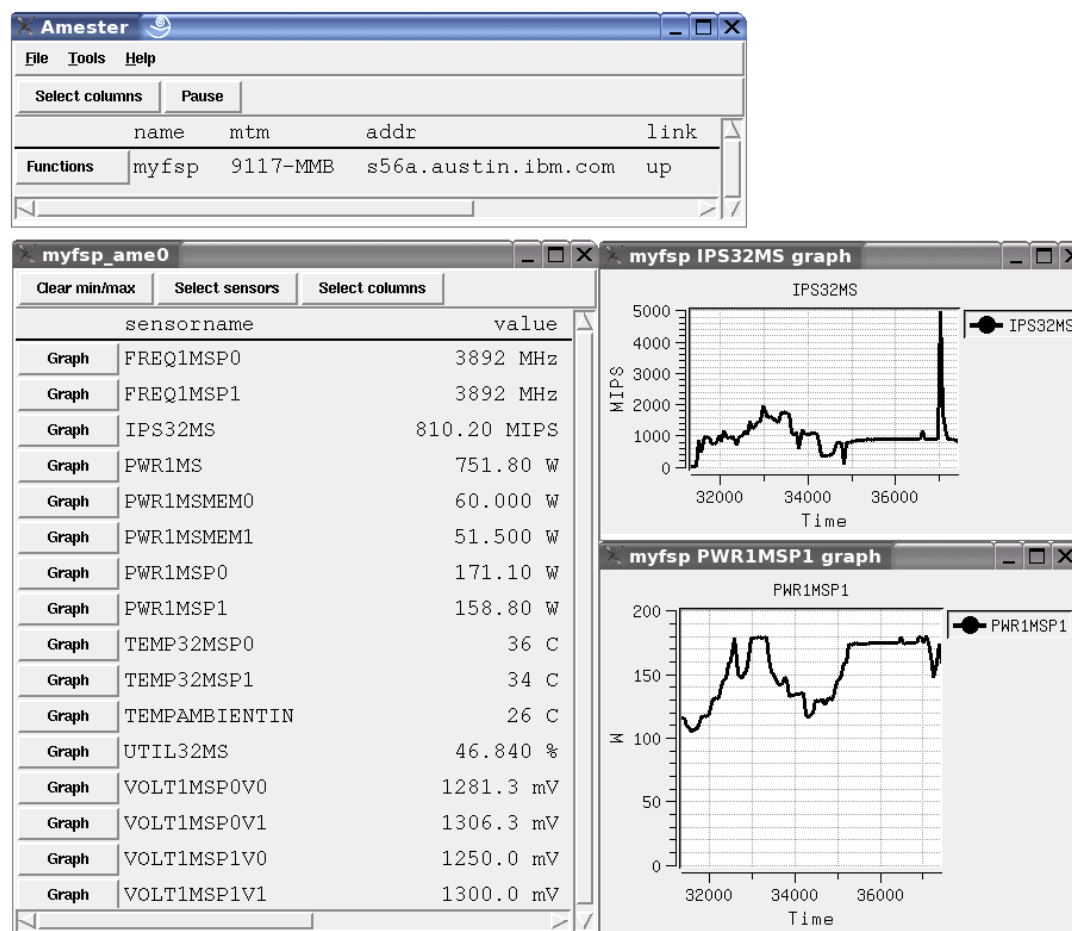 Amester
File Tools Help
Select columns Pause
name mtm addr link
Functions myfsp 9117-MMB s56a.austin.ibm.com up
myfsp_ame0
Clear min/max Select sensors Select columns
sensorname value
Graph FREQ1MSP0 3892 MHz
Graph FREQ1MSP1 3892 MHz
Graph IPS32MS 810.20 MIPS
Graph PWR1MS 751.80 W
Graph PWR1MSMEM0 60.000 W
Graph PWR1MSMEM1 51.500 W
Graph PWR1MSP0 171.10 W
Graph PWR1MSP1 158.80 W
Graph TEMP32MSP0 36 C
Graph TEMP32MSP1 34 C
Graph TEMPAMBIENTIN 26 C
Graph UTIL32MS 46.840 %
Graph VOLT1MSP0V0 1281.3 mV
Graph VOLT1MSP0V1 1306.3 mV
Graph VOLT1MSP1V0 1250.0 mV
Graph VOLT1MSP1V1 1300.0 mV
myfsp IPS32MS graph
IPS32MS
5000
4000
3000
2000
1000
0
MIPS
32000 34000 36000
Time
IPS32MS
myfsp PWR1MSP1 graph
PWR1MSP1
200
150
100
50
0
W
32000 34000 36000
Time
PWR1MSP1